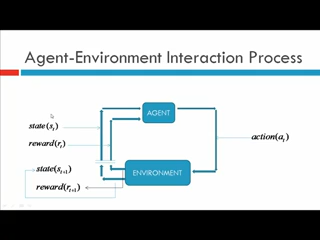 Agent-Environment Interaction Process
AGENT
state(s_t)
reward(r_t)
action(a_t)
state(s_{t+1})
ENVIRONMENT
reward(r_{t+1})